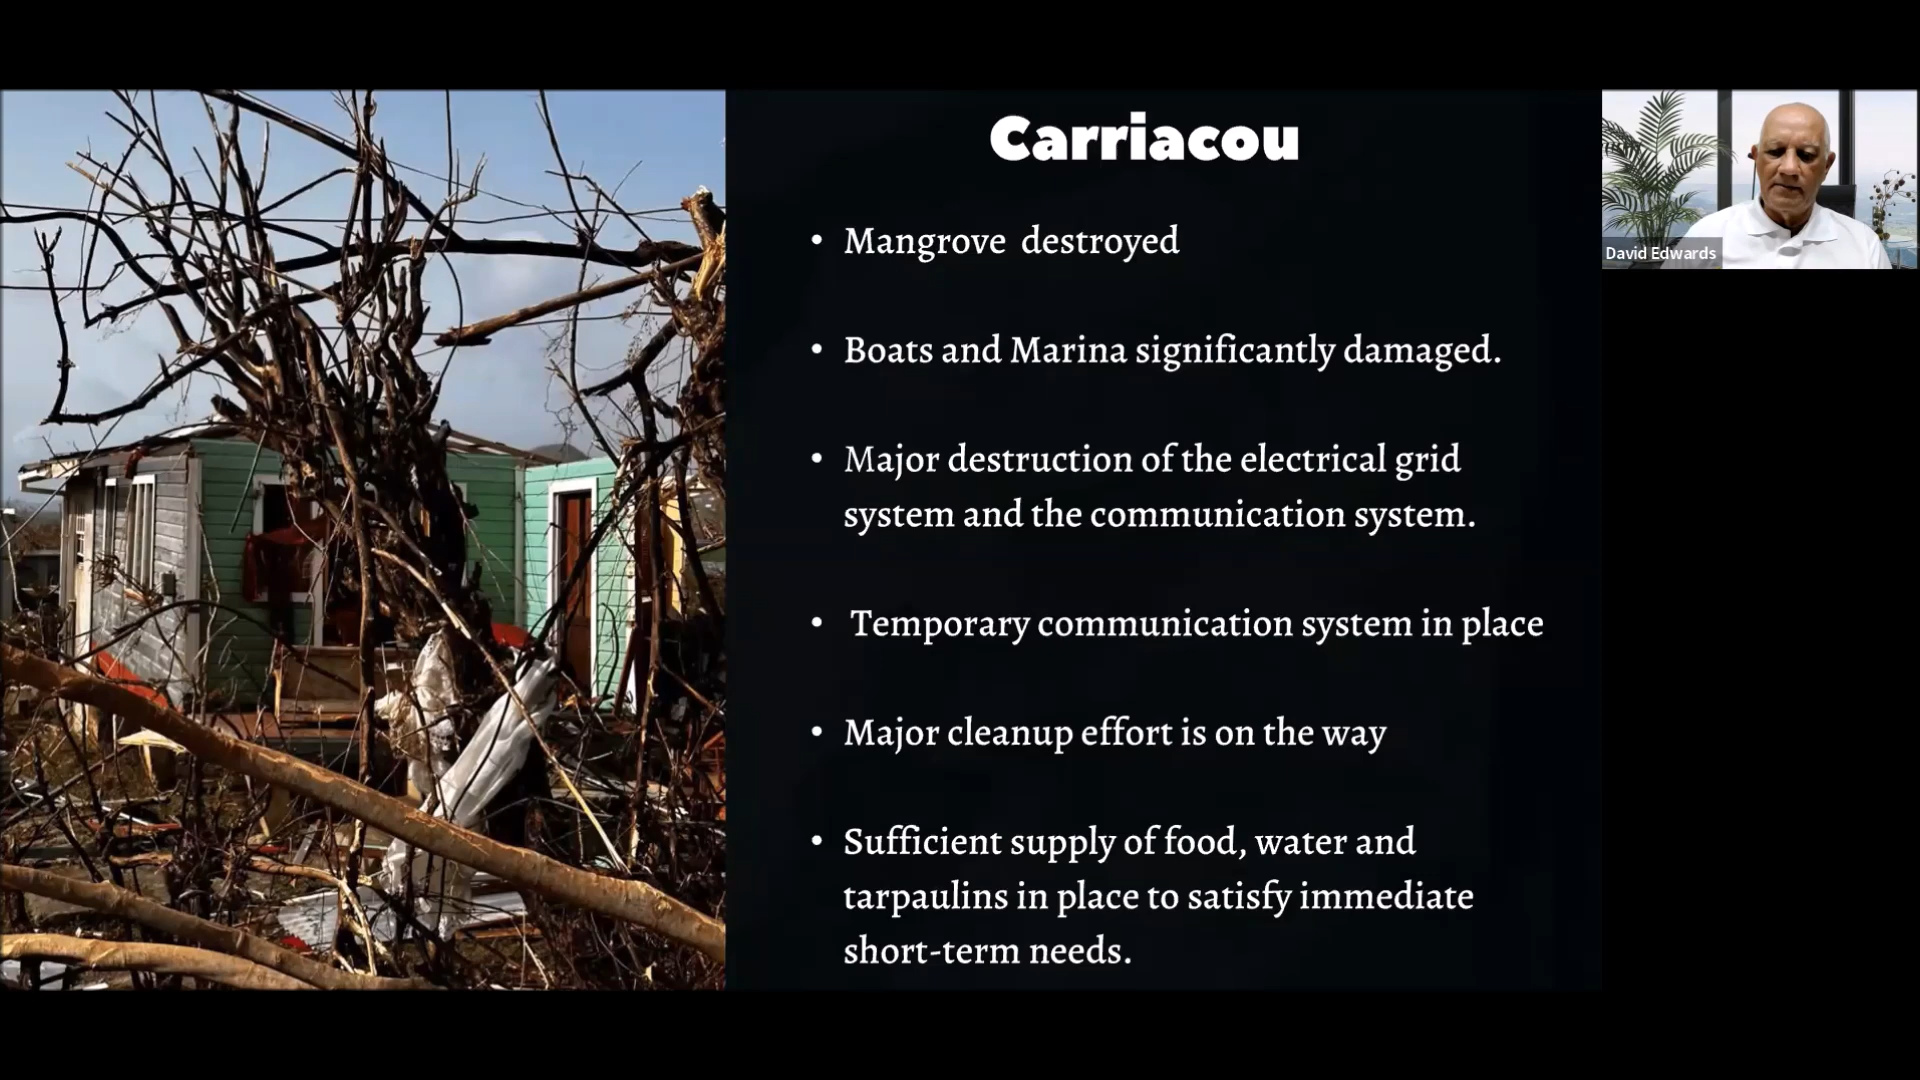 Carriacou
• Mangrove destroyed
• Boats and Marina significantly damaged.
• Major destruction of the electrical grid
system and the communication system.
• Temporary communication system in place
• Major cleanup effort is on the way
• Sufficient supply of food, water and
tarpaulins in place to satisfy immediate
short-term needs.
David Edwards